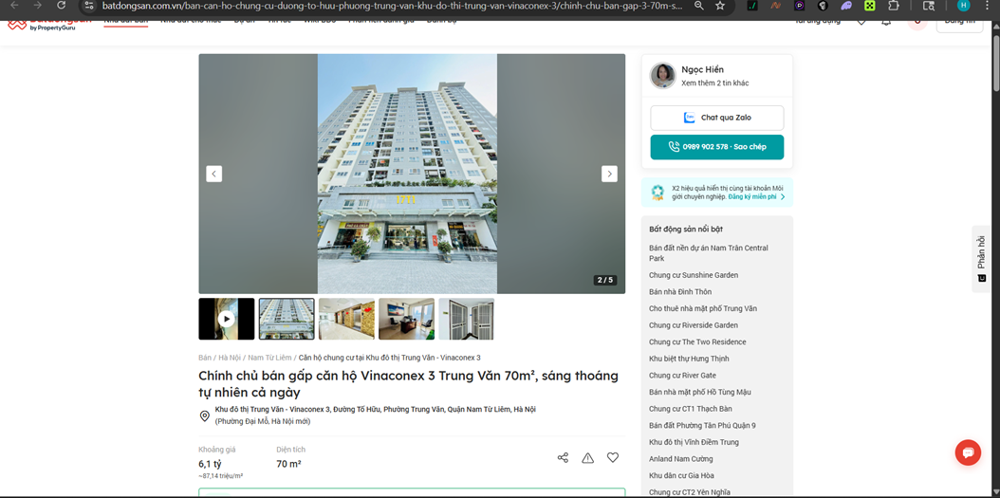 batdongsan.com.vn/ban-can-ho-chung-cu-duong-to-huu-phuong-trung-van-khu-do-thi-trung-van-vinaconex-3/chinh-chu-ban-gap-3-70m-s...
H
by PropertyGuru
Ngọc Hiền
Xem thêm 2 tin khác
Chat qua Zalo
0989 902 578 · Sao chép
X2 hiệu quả hiển thị cùng tài khoản Môi
giới chuyên nghiệp. Đăng ký miễn phí
2 / 5
Bất động sản nổi bật
Bán đất nền dự án Nam Trân Central
Park
Chung cư Sunshine Garden
Bán nhà Đình Thôn
Cho thuê nhà mặt phố Trung Văn
Chung cư Riverside Garden
Chung cư The Two Residence
Khu biệt thự Hưng Thịnh
Chung cư River Gate
Bán nhà mặt phố Hồ Tùng Mậu
Chung cư CT1 Thạch Bàn
Bán đất Phường Tân Phú Quận 9
Khu đô thị Vĩnh Điềm Trung
Anland Nam Cường
Khu dân cư Gia Hòa
Chung cư CT2 Yên Nghĩa
Phản hồi
Bán / Hà Nội / Nam Từ Liêm / Căn hộ chung cư tại Khu đô thị Trung Văn - Vinaconex 3
Chính chủ bán gấp căn hộ Vinaconex 3 Trung Văn 70m², sáng thoáng
tự nhiên cả ngày
Khu đô thị Trung Văn - Vinaconex 3, Đường Tố Hữu, Phường Trung Văn, Quận Nam Từ Liêm, Hà Nội
(Phường Đại Mỗ, Hà Nội mới)
Khoảng giá
Diện tích
6,1 tỷ
70 m²
~87,14 triệu/m²